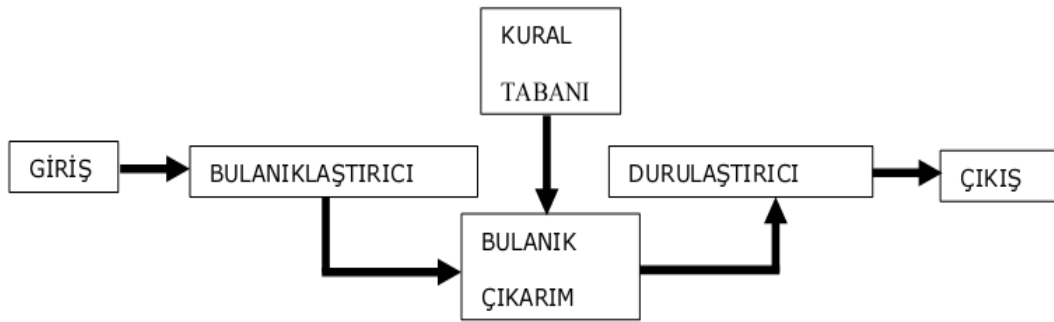 KURAL
TABANI
GİRİŞ
BULANIKLAŞTIRICI
DURULAŞTIRICI
ÇIKIŞ
BULANIK
ÇIKARIM